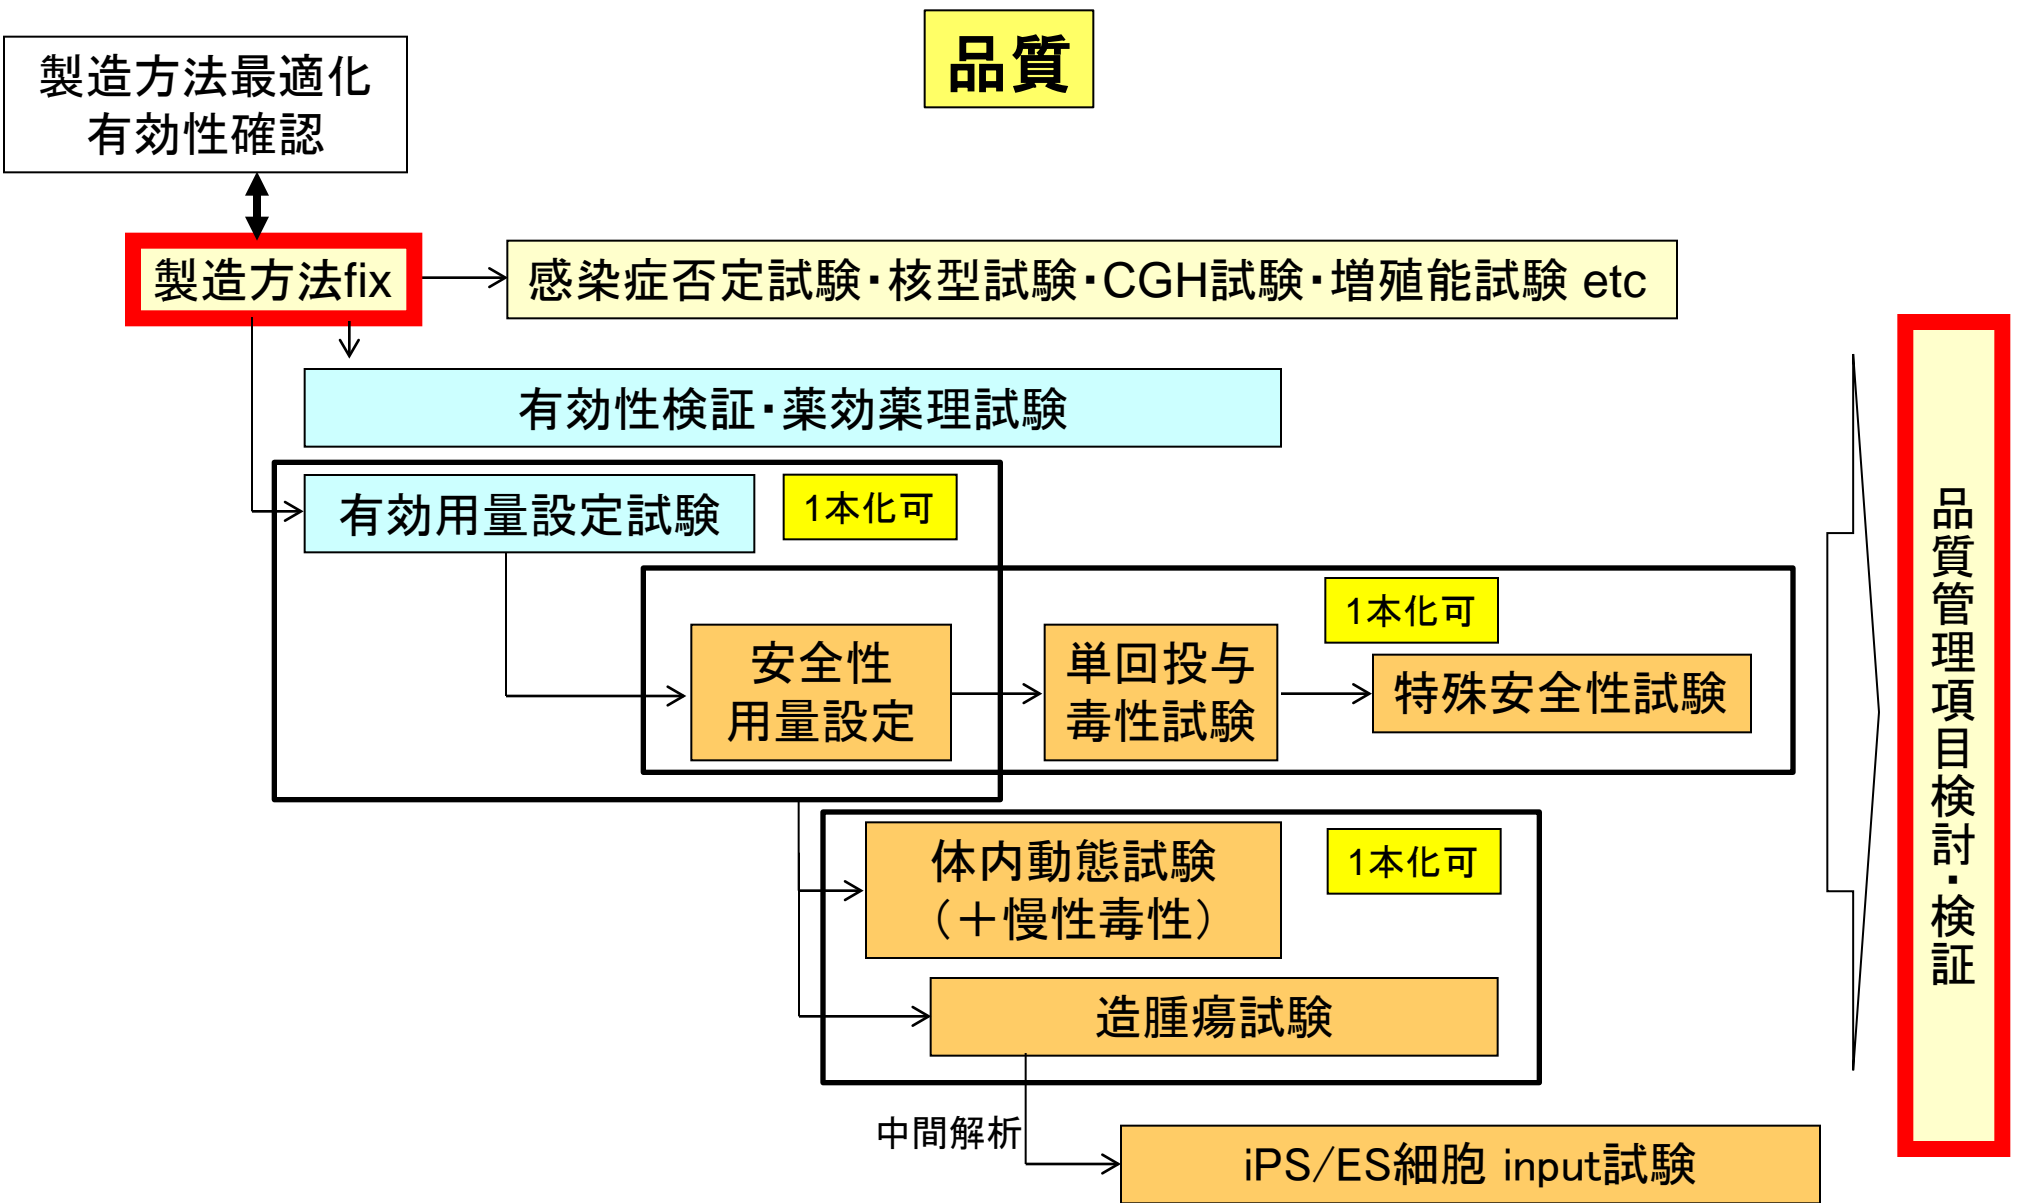 品質
製造方法最適化
有効性確認
製造方法fix
感染症否定試験・核型試験・CGH試験・増殖能試験 etc
有効性検証・薬効薬理試験
有効用量設定試験
1本化可
1本化可
安全性
用量設定
単回投与
毒性試験
特殊安全性試験
体内動態試験
（＋慢性毒性）
1本化可
造腫瘍試験
中間解析
iPS/ES細胞 input試験
品質管理項目検討・検証